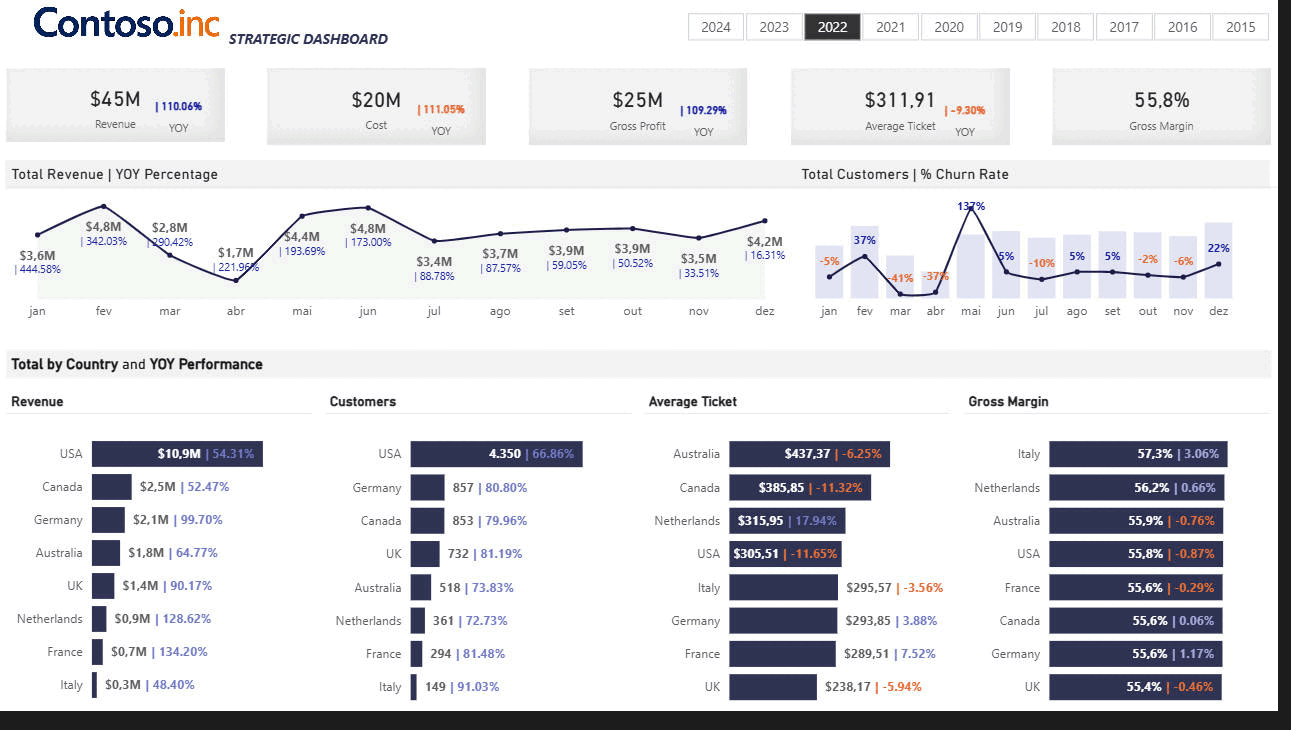 Contoso.inc STRATEGIC DASHBOARD
2024 2023 2022 2021 2020 2019 2018 2017 2016 2015
$45M | 110.06%
Revenue YOY
$20M | 111.05%
Cost YOY
$25M | 109.29%
Gross Profit YOY
$311,91 | -9.30%
Average Ticket YOY
55,8%
Gross Margin
Total Revenue | YOY Percentage
$3,6M
| 444.58%
$4,8M
| 342.03%
$2,8M
| 290.42%
$1,7M
| 221.96%
$4,4M
| 193.69%
$4,8M
| 173.00%
$3,4M
| 88.78%
$3,7M
| 87.57%
$3,9M
| 59.05%
$3,9M
| 50.52%
$3,5M
| 33.51%
$4,2M
| 16.31%
jan fev mar abr mai jun jul ago set out nov dez
Total Customers | % Churn Rate
-5% 37% -41% -37% 137% 5% -10% 5% 5% -2% -6% 22%
jan fev mar abr mai jun jul ago set out nov dez
Total by Country and YOY Performance
Revenue
USA $10,9M | 54.31%
Canada $2,5M | 52.47%
Germany $2,1M | 99.70%
Australia $1,8M | 64.77%
UK $1,4M | 90.17%
Netherlands $0,9M | 128.62%
France $0,7M | 134.20%
Italy $0,3M | 48.40%
Customers
USA 4.350 | 66.86%
Germany 857 | 80.80%
Canada 853 | 79.96%
UK 732 | 81.19%
Australia 518 | 73.83%
Netherlands 361 | 72.73%
France 294 | 81.48%
Italy 149 | 91.03%
Average Ticket
Australia $437,37 | -6.25%
Canada $385,85 | -11.32%
Netherlands $315,95 | 17.94%
USA $305,51 | -11.65%
Italy $295,57 | -3.56%
Germany $293,85 | 3.88%
France $289,51 | 7.52%
UK $238,17 | -5.94%
Gross Margin
Italy 57,3% | 3.06%
Netherlands 56,2% | 0.66%
Australia 55,9% | -0.76%
USA 55,8% | -0.87%
France 55,6% | -0.29%
Canada 55,6% | 0.06%
Germany 55,6% | 1.17%
UK 55,4% | -0.46%